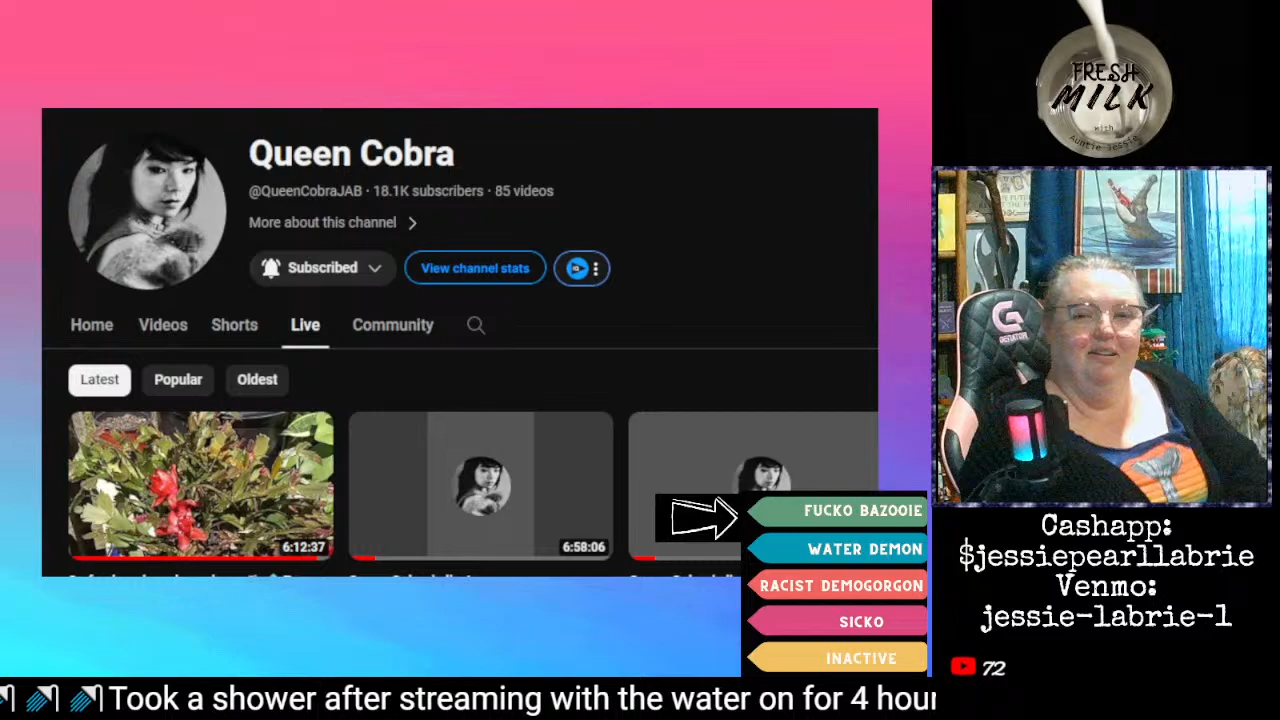 Queen Cobra
@QueenCobraJAB · 18.1K subscribers · 85 videos
More about this channel
Subscribed
View channel stats
Home Videos Shorts Live Community
Latest Popular Oldest
6:12:37
6:58:06
FUCKO BAZOOIE
WATER DEMON
RACIST DEMOGORGON
SICKO
INACTIVE
FRESH
MILK
with
Auntie Jessie
G
Cashapp:
$jessiepearllabrie
Venmo:
jessie-labrie-1
72
Took a shower after streaming with the water on for 4 hour